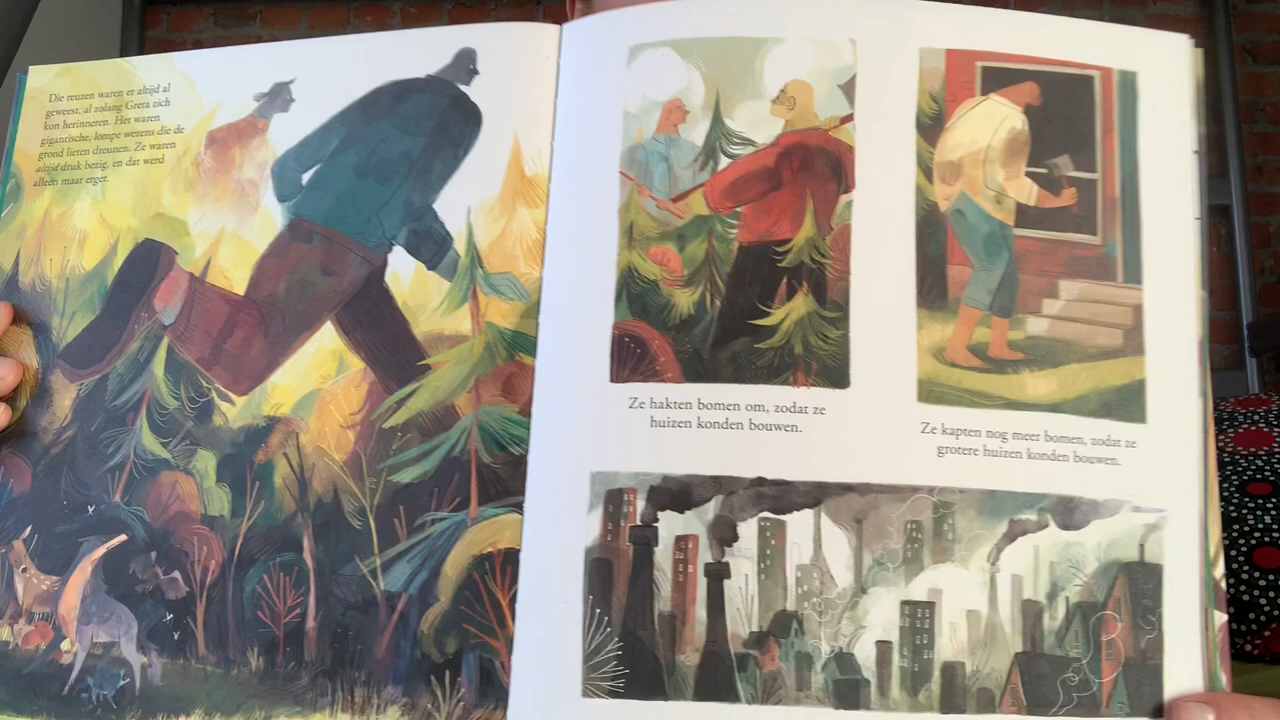 Die reuzen waren er altijd al
geweest, al zolang Greta zich
kon herinneren. Het waren
gigantische, lompe wezens die de
grond lieten dreunen. Ze waren
altijd druk bezig, en dat werd
alleen maar erger.
Ze hakten bomen om, zodat ze
huizen konden bouwen.
Ze kapten nog meer bomen, zodat ze
grotere huizen konden bouwen.